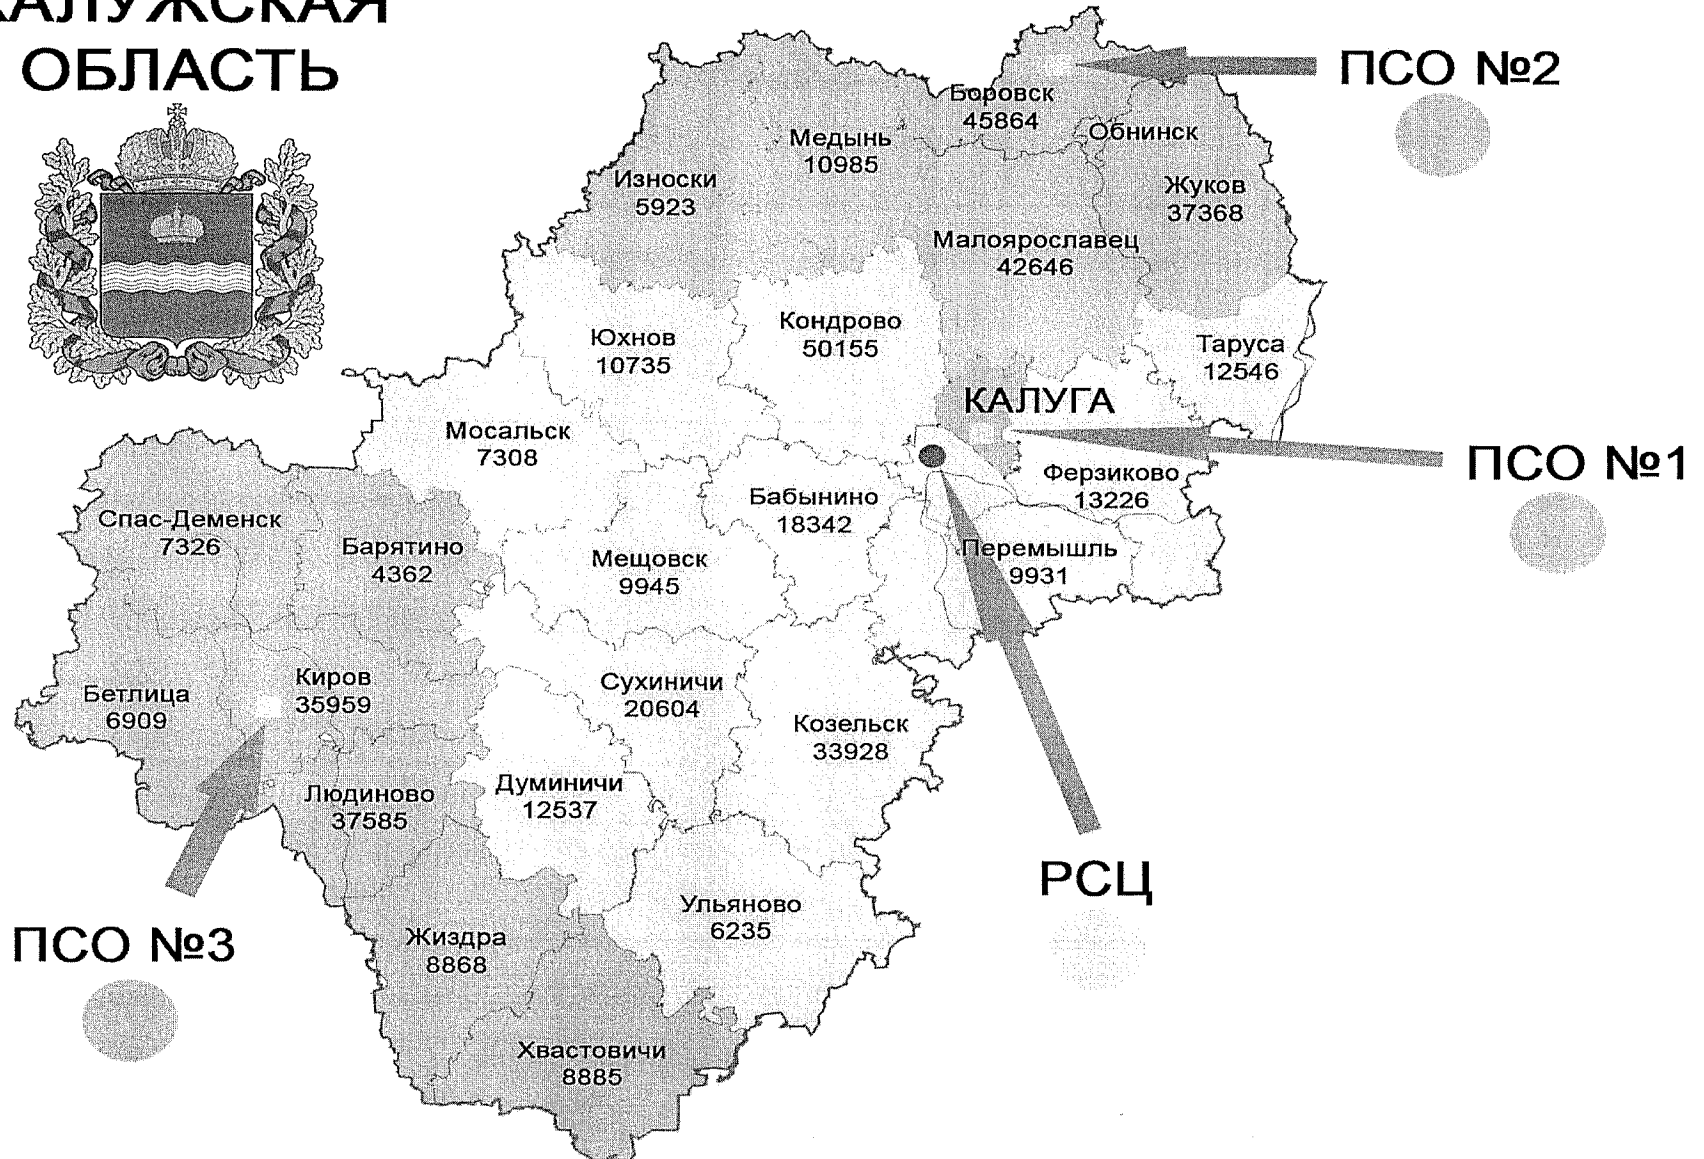 КАЛУЖСКАЯ
ОБЛАСТЬ
ПСО №2
Боровск
45864
Обнинск
Медынь
10985
Износки
5923
Жуков
37368
Малоярославец
42646
Кондрово
50155
Юхнов
10735
Таруса
12546
КАЛУГА
Мосальск
7308
ПСО №1
Ферзиково
13226
Бабынино
18342
Спас-Деменск
7326
Барятино
4362
Мещовск
9945
Перемышль
9931
Бетлица
6909
Киров
35959
Сухиничи
20604
Козельск
33928
Думиничи
12537
Людиново
37585
РСЦ
Ульяново
6235
ПСО №3
Жиздра
8868
Хвастовичи
8885